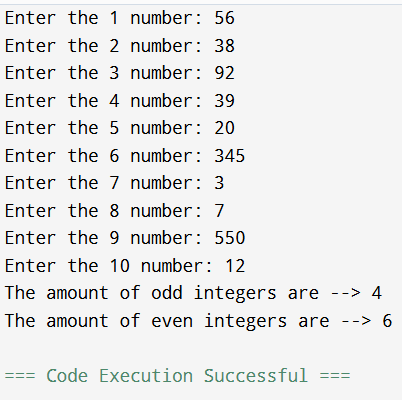 Enter the 1 number: 56
Enter the 2 number: 38
Enter the 3 number: 92
Enter the 4 number: 39
Enter the 5 number: 20
Enter the 6 number: 345
Enter the 7 number: 3
Enter the 8 number: 7
Enter the 9 number: 550
Enter the 10 number: 12
The amount of odd integers are --> 4
The amount of even integers are --> 6
=== Code Execution Successful ===